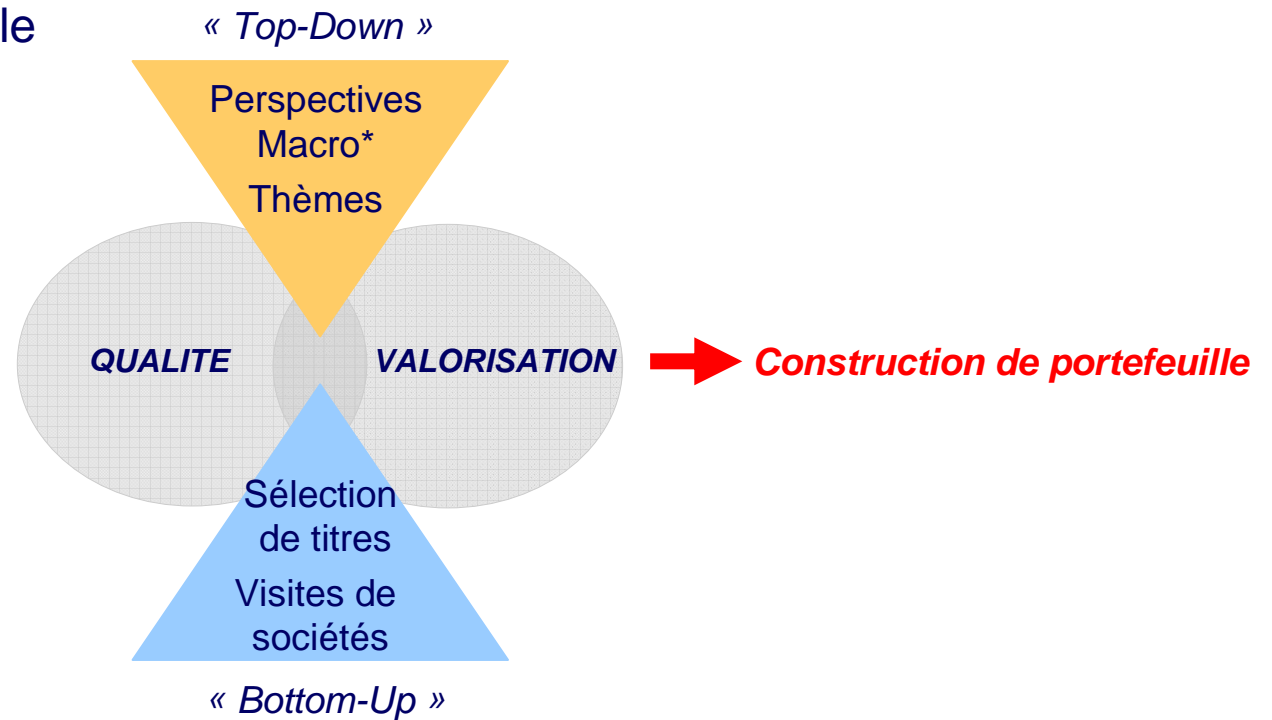 le
« Top-Down »
Perspectives
Macro*
Thèmes
QUALITE
VALORISATION
Construction de portefeuille
Sélection
de titres
Visites de
sociétés
« Bottom-Up »